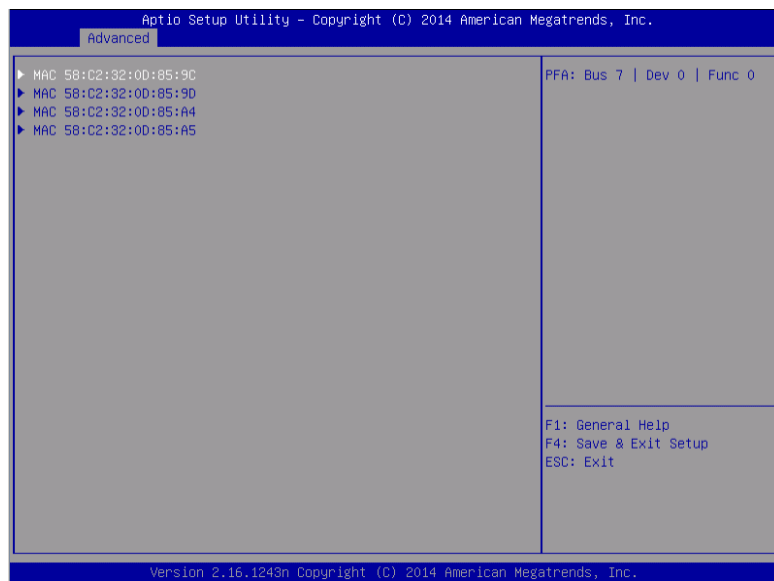 Aptio Setup Utility – Copyright (C) 2014 American Megatrends, Inc.
Advanced
MAC 58:C2:32:0D:85:9C
MAC 58:C2:32:0D:85:9D
MAC 58:C2:32:0D:85:A4
MAC 58:C2:32:0D:85:A5
PFA: Bus 7 | Dev 0 | Func 0
F1: General Help
F4: Save & Exit Setup
ESC: Exit
Version 2.16.1243n Copyright (C) 2014 American Megatrends, Inc.